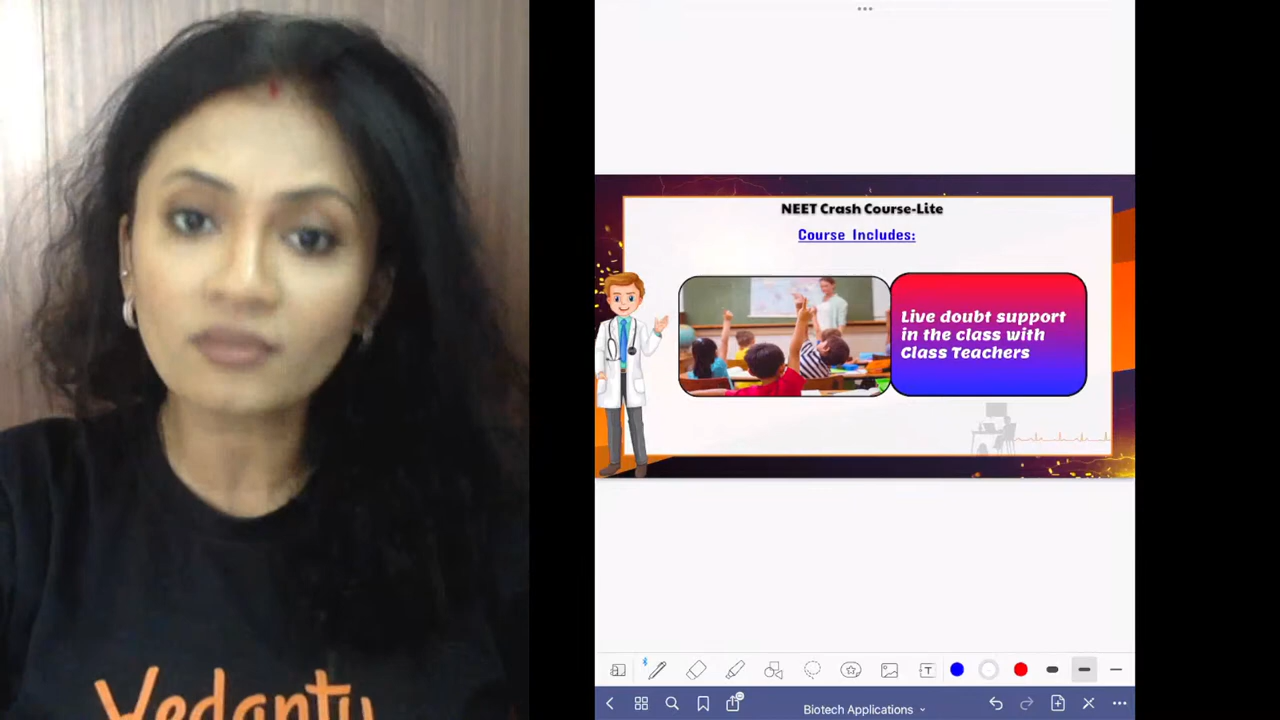 NEET Crash Course-Lite
Course Includes:
Live doubt support
in the class with
Class Teachers
Vedantu
T
Biotech Applications